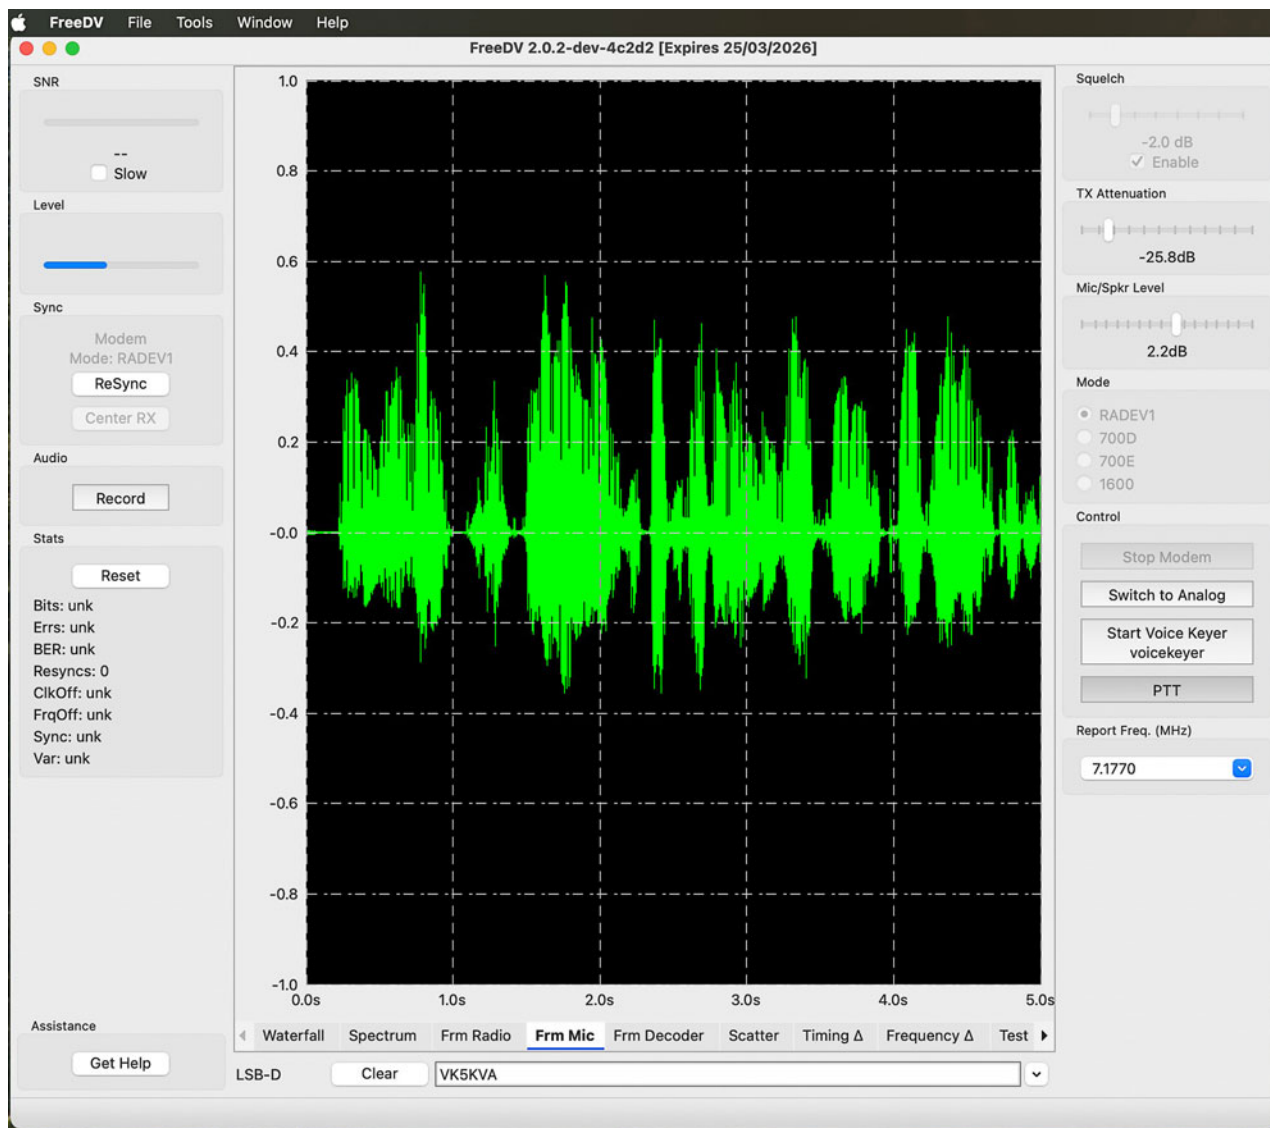 FreeDV File Tools Window Help
FreeDV 2.0.2-dev-4c2d2 [Expires 25/03/2026]
SNR
--
Slow
Level
Sync
Modem
Mode: RADEV1
ReSync
Center RX
Audio
Record
Stats
Reset
Bits: unk
Errs: unk
BER: unk
Resyncs: 0
ClkOff: unk
FrqOff: unk
Sync: unk
Var: unk
Assistance
Get Help
1.0
0.8
0.6
0.4
0.2
-0.0
-0.2
-0.4
-0.6
-0.8
-1.0
0.0s 1.0s 2.0s 3.0s 4.0s 5.0s
Waterfall Spectrum Frm Radio Frm Mic Frm Decoder Scatter Timing Δ Frequency Δ Test
LSB-D Clear VK5KVA
Squelch
-2.0 dB
Enable
TX Attenuation
-25.8dB
Mic/Spkr Level
2.2dB
Mode
RADEV1
700D
700E
1600
Control
Stop Modem
Switch to Analog
Start Voice Keyer
voicekeyer
PTT
Report Freq. (MHz)
7.1770